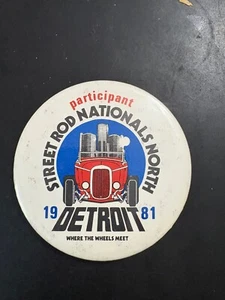 participant
STREET ROD NATIONALS NORTH
19 81
DETROIT
WHERE THE WHEELS MEET